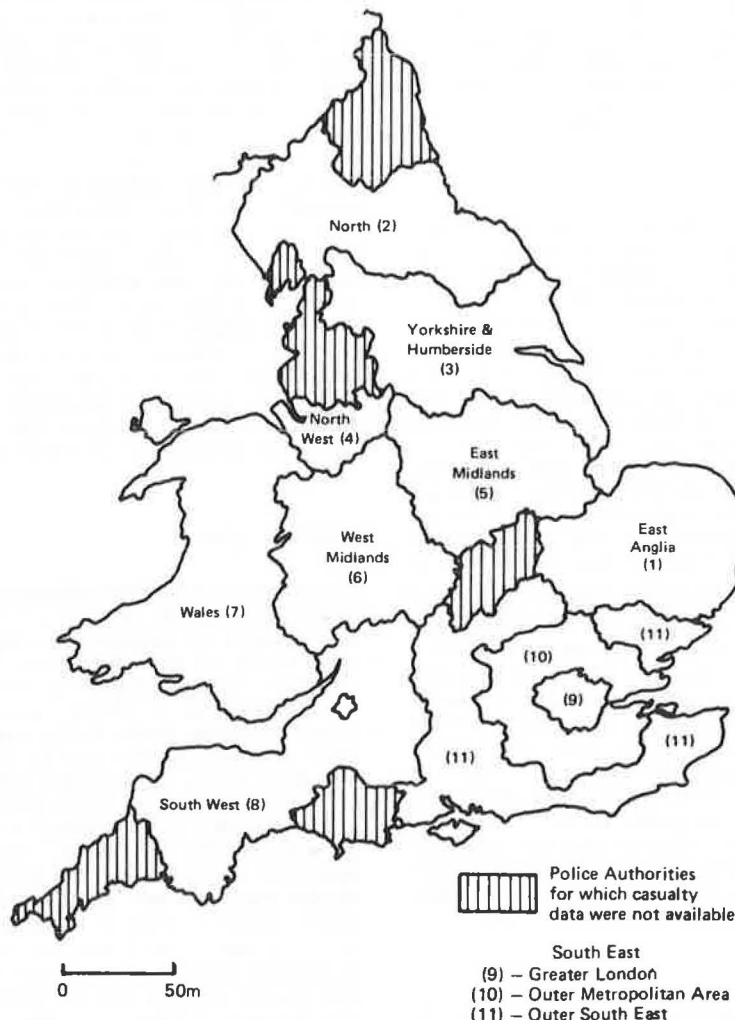 North (2)
Yorkshire &
Humberside
(3)
North
West (4)
East
Midlands
(5)
East
Anglia
(1)
West
Midlands
(6)
Wales (7)
(11)
(10)
(9)
(11)
(11)
South West (8)
Police Authorities
for which casualty
data were not available
0 50m
South East
(9) – Greater London
(10) – Outer Metropolitan Area
(11) – Outer South East